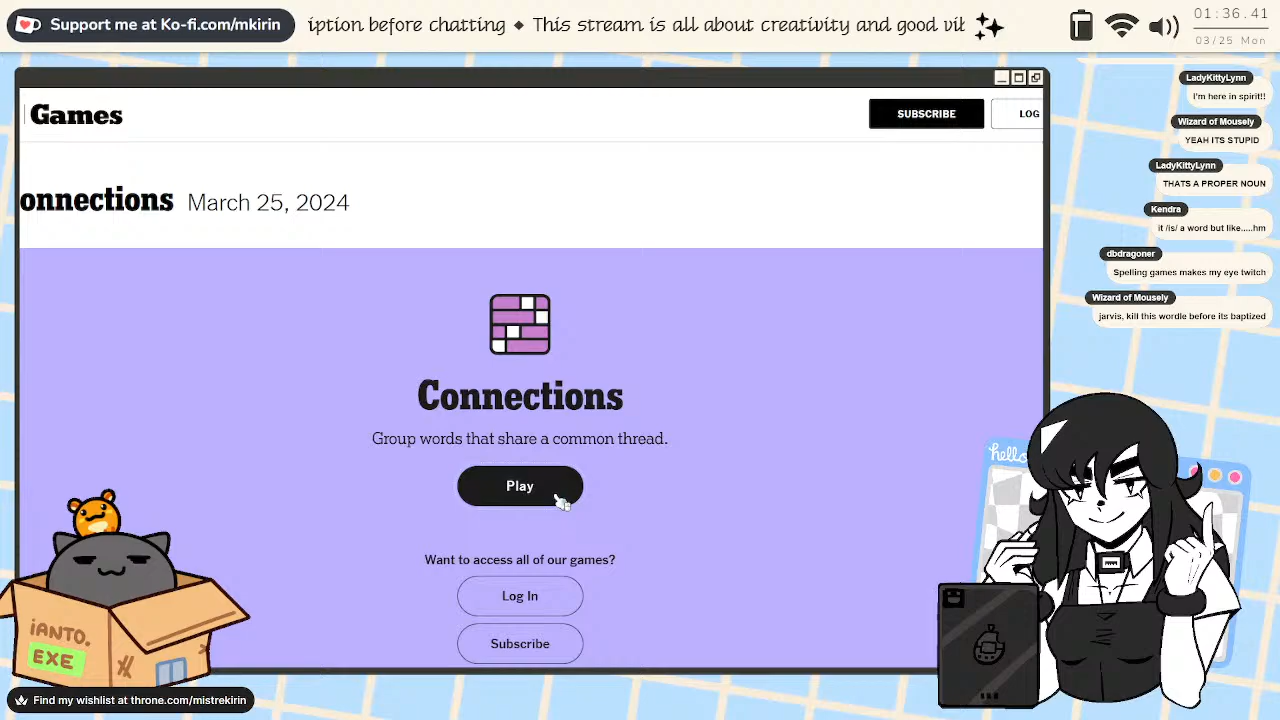 Support me at Ko-fi.com/mkirin
iption before chatting ◆ This stream is all about creativity and good vib
01:36.41
03/25 Mon
Games
SUBSCRIBE
LOG
onnections March 25, 2024
Connections
Group words that share a common thread.
Play
Want to access all of our games?
Log In
Subscribe
LadyKittyLynn
I'm here in spirit!!
Wizard of Mousely
YEAH ITS STUPID
LadyKittyLynn
THATS A PROPER NOUN
Kendra
it /is/ a word but like.....hm
dbdragoner
Spelling games makes my eye twitch
Wizard of Mousely
jarvis, kill this wordle before its baptized
hello
iANTO.
EXE
Find my wishlist at throne.com/mistrekirin